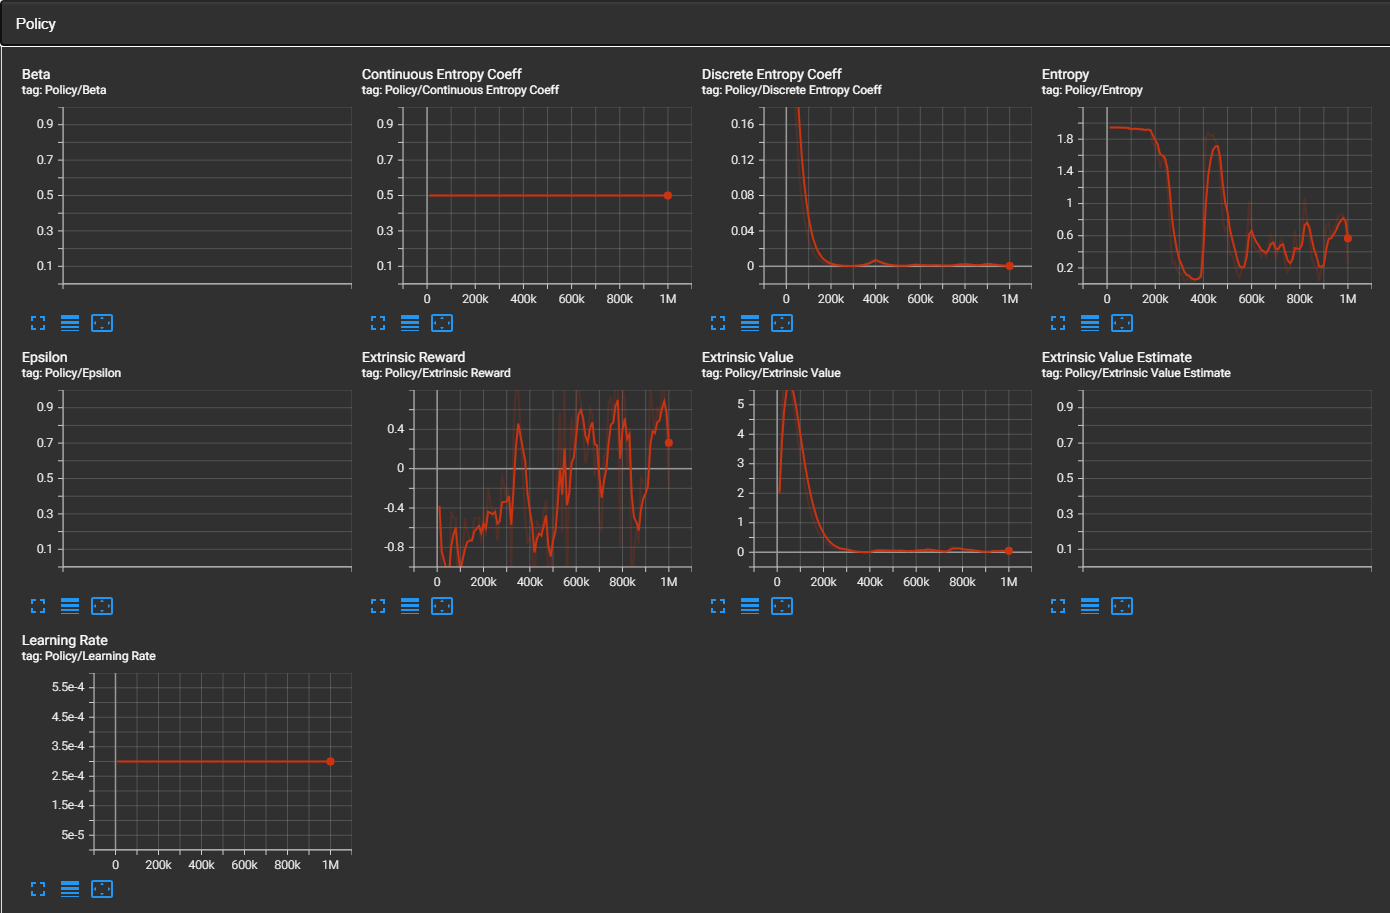 Policy
Beta
tag: Policy/Beta
0.9
0.7
0.5
0.3
0.1
Continuous Entropy Coeff
tag: Policy/Continuous Entropy Coeff
0.9
0.7
0.5
0.3
0.1
0 200k 400k 600k 800k 1M
Discrete Entropy Coeff
tag: Policy/Discrete Entropy Coeff
0.16
0.12
0.08
0.04
0
0 200k 400k 600k 800k 1M
Entropy
tag: Policy/Entropy
1.8
1.4
1
0.6
0.2
0 200k 400k 600k 800k 1M
Epsilon
tag: Policy/Epsilon
0.9
0.7
0.5
0.3
0.1
Extrinsic Reward
tag: Policy/Extrinsic Reward
0.4
0
-0.4
-0.8
0 200k 400k 600k 800k 1M
Extrinsic Value
tag: Policy/Extrinsic Value
5
4
3
2
1
0
0 200k 400k 600k 800k 1M
Extrinsic Value Estimate
tag: Policy/Extrinsic Value Estimate
0.9
0.7
0.5
0.3
0.1
Learning Rate
tag: Policy/Learning Rate
5.5e-4
4.5e-4
3.5e-4
2.5e-4
1.5e-4
5e-5
0 200k 400k 600k 800k 1M